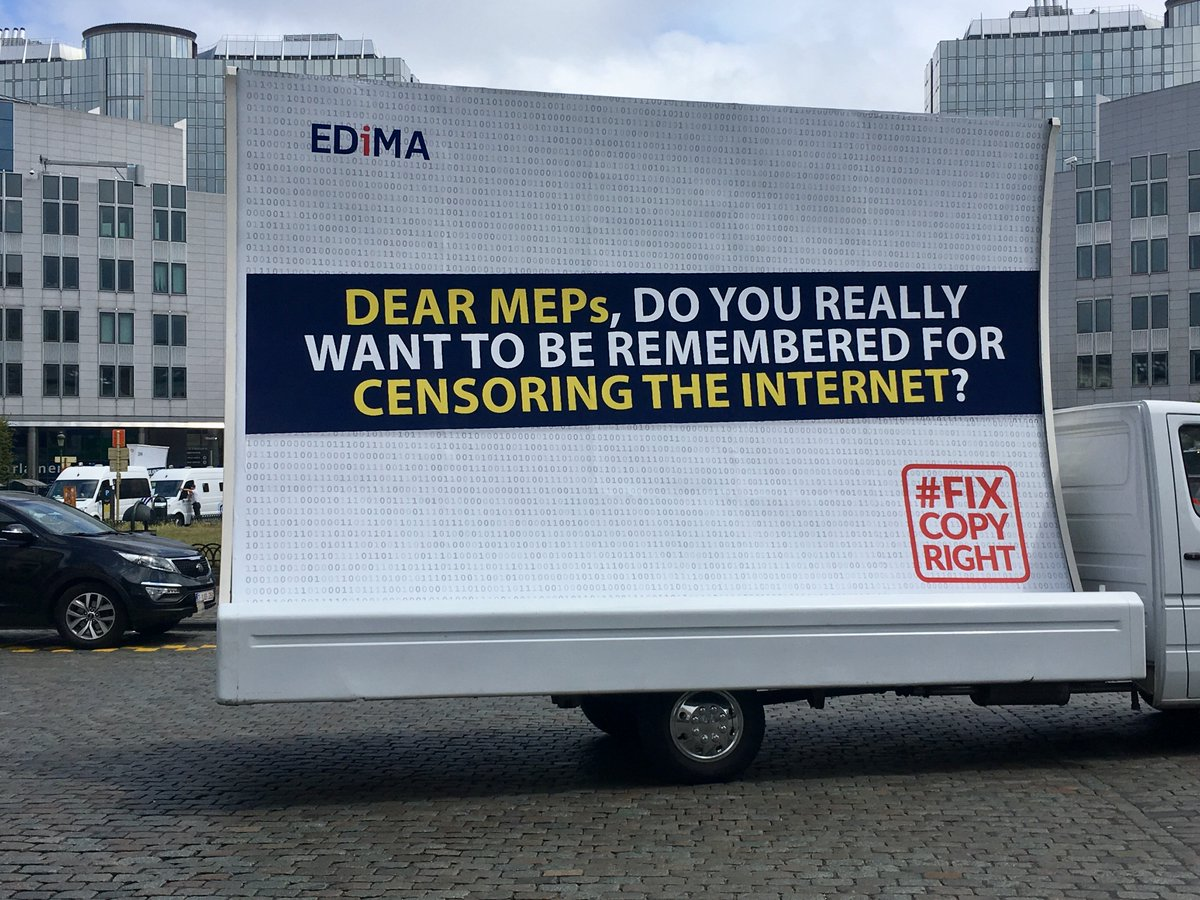 EDiMA
DEAR MEPs, DO YOU REALLY
WANT TO BE REMEMBERED FOR
CENSORING THE INTERNET?
#FIX
COPY
RIGHT